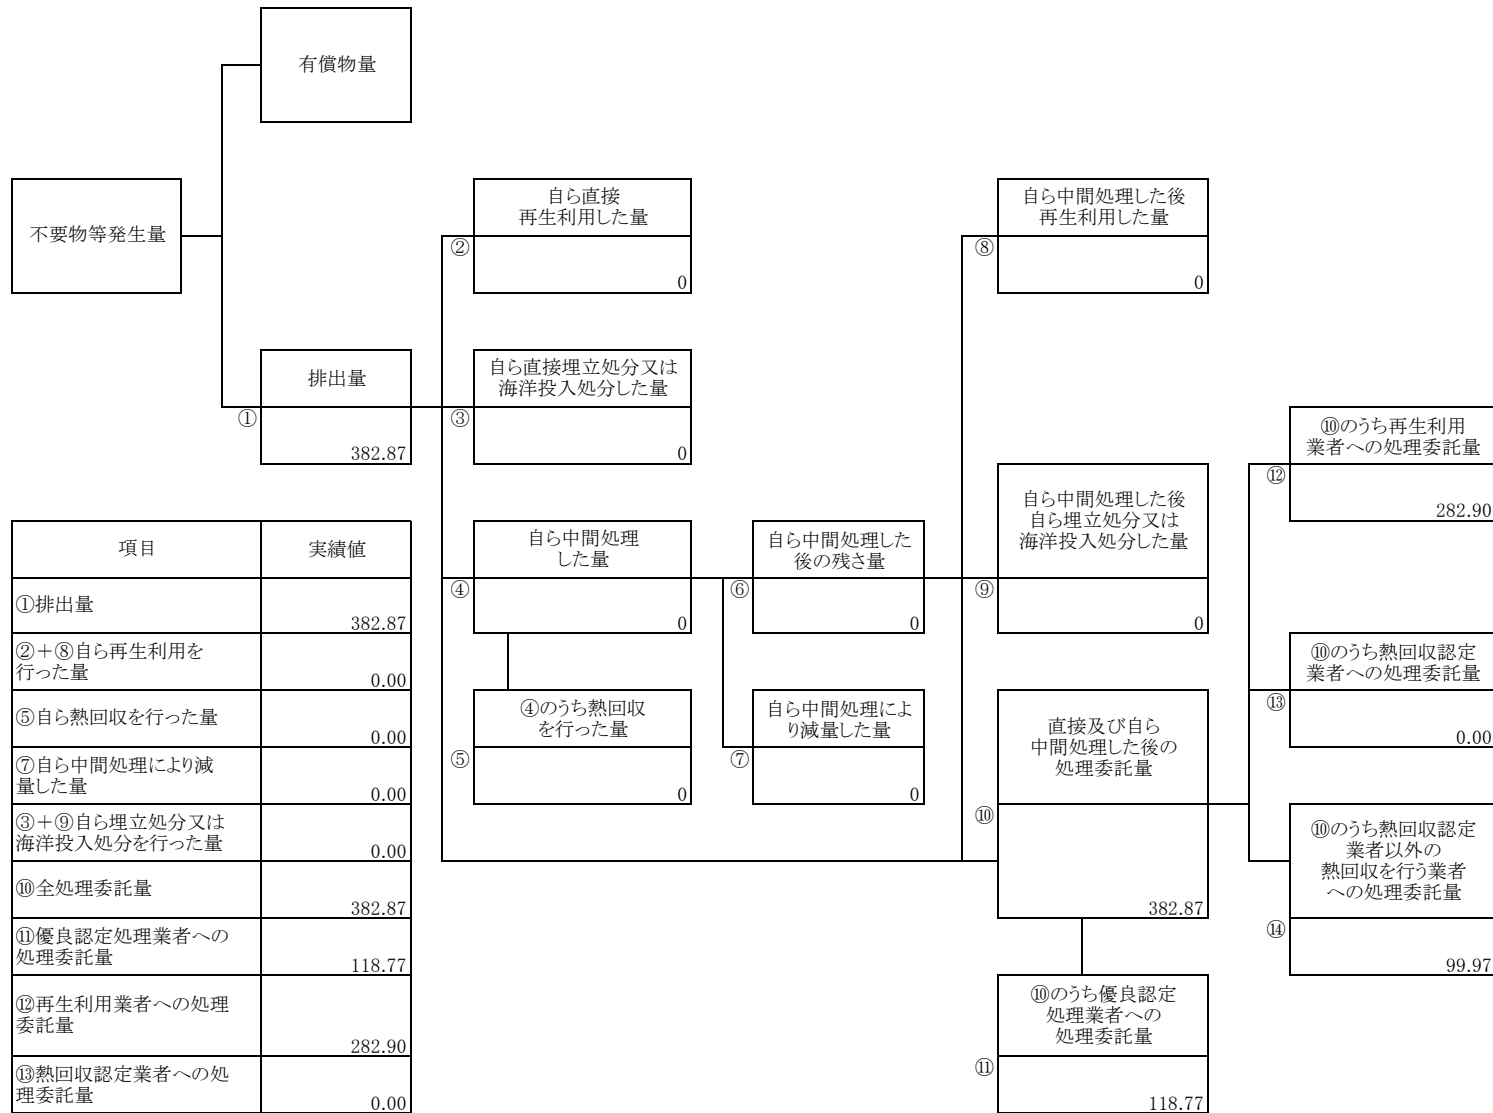 有償物量
不要物等発生量
自ら直接
再生利用した量
②
0
自ら中間処理した後
再生利用した量
⑧
0
排出量
①
382.87
自ら直接埋立処分又は
海洋投入処分した量
③
0
⑩のうち再生利用
業者への処理委託量
⑫
282.90
自ら中間処理
した量
④
0
自ら中間処理した
後の残さ量
⑥
0
自ら中間処理した後
自ら埋立処分又は
海洋投入処分した量
⑨
0
⑩のうち熱回収認定
業者への処理委託量
⑬
0.00
④のうち熱回収
を行った量
⑤
0
自ら中間処理によ
り減量した量
⑦
0
直接及び自ら
中間処理した後の
処理委託量
⑩
382.87
⑩のうち熱回収認定
業者以外の
熱回収を行う業者
への処理委託量
⑭
99.97
⑩のうち優良認定
処理業者への
処理委託量
⑪
118.77
項目 実績値
①排出量
382.87
②+⑧自ら再生利用を
行った量
0.00
⑤自ら熱回収を行った量
0.00
⑦自ら中間処理により減
量した量
0.00
③+⑨自ら埋立処分又は
海洋投入処分を行った量
0.00
⑩全処理委託量
382.87
⑪優良認定処理業者への
処理委託量
118.77
⑫再生利用業者への処理
委託量
282.90
⑬熱回収認定業者への処
理委託量
0.00